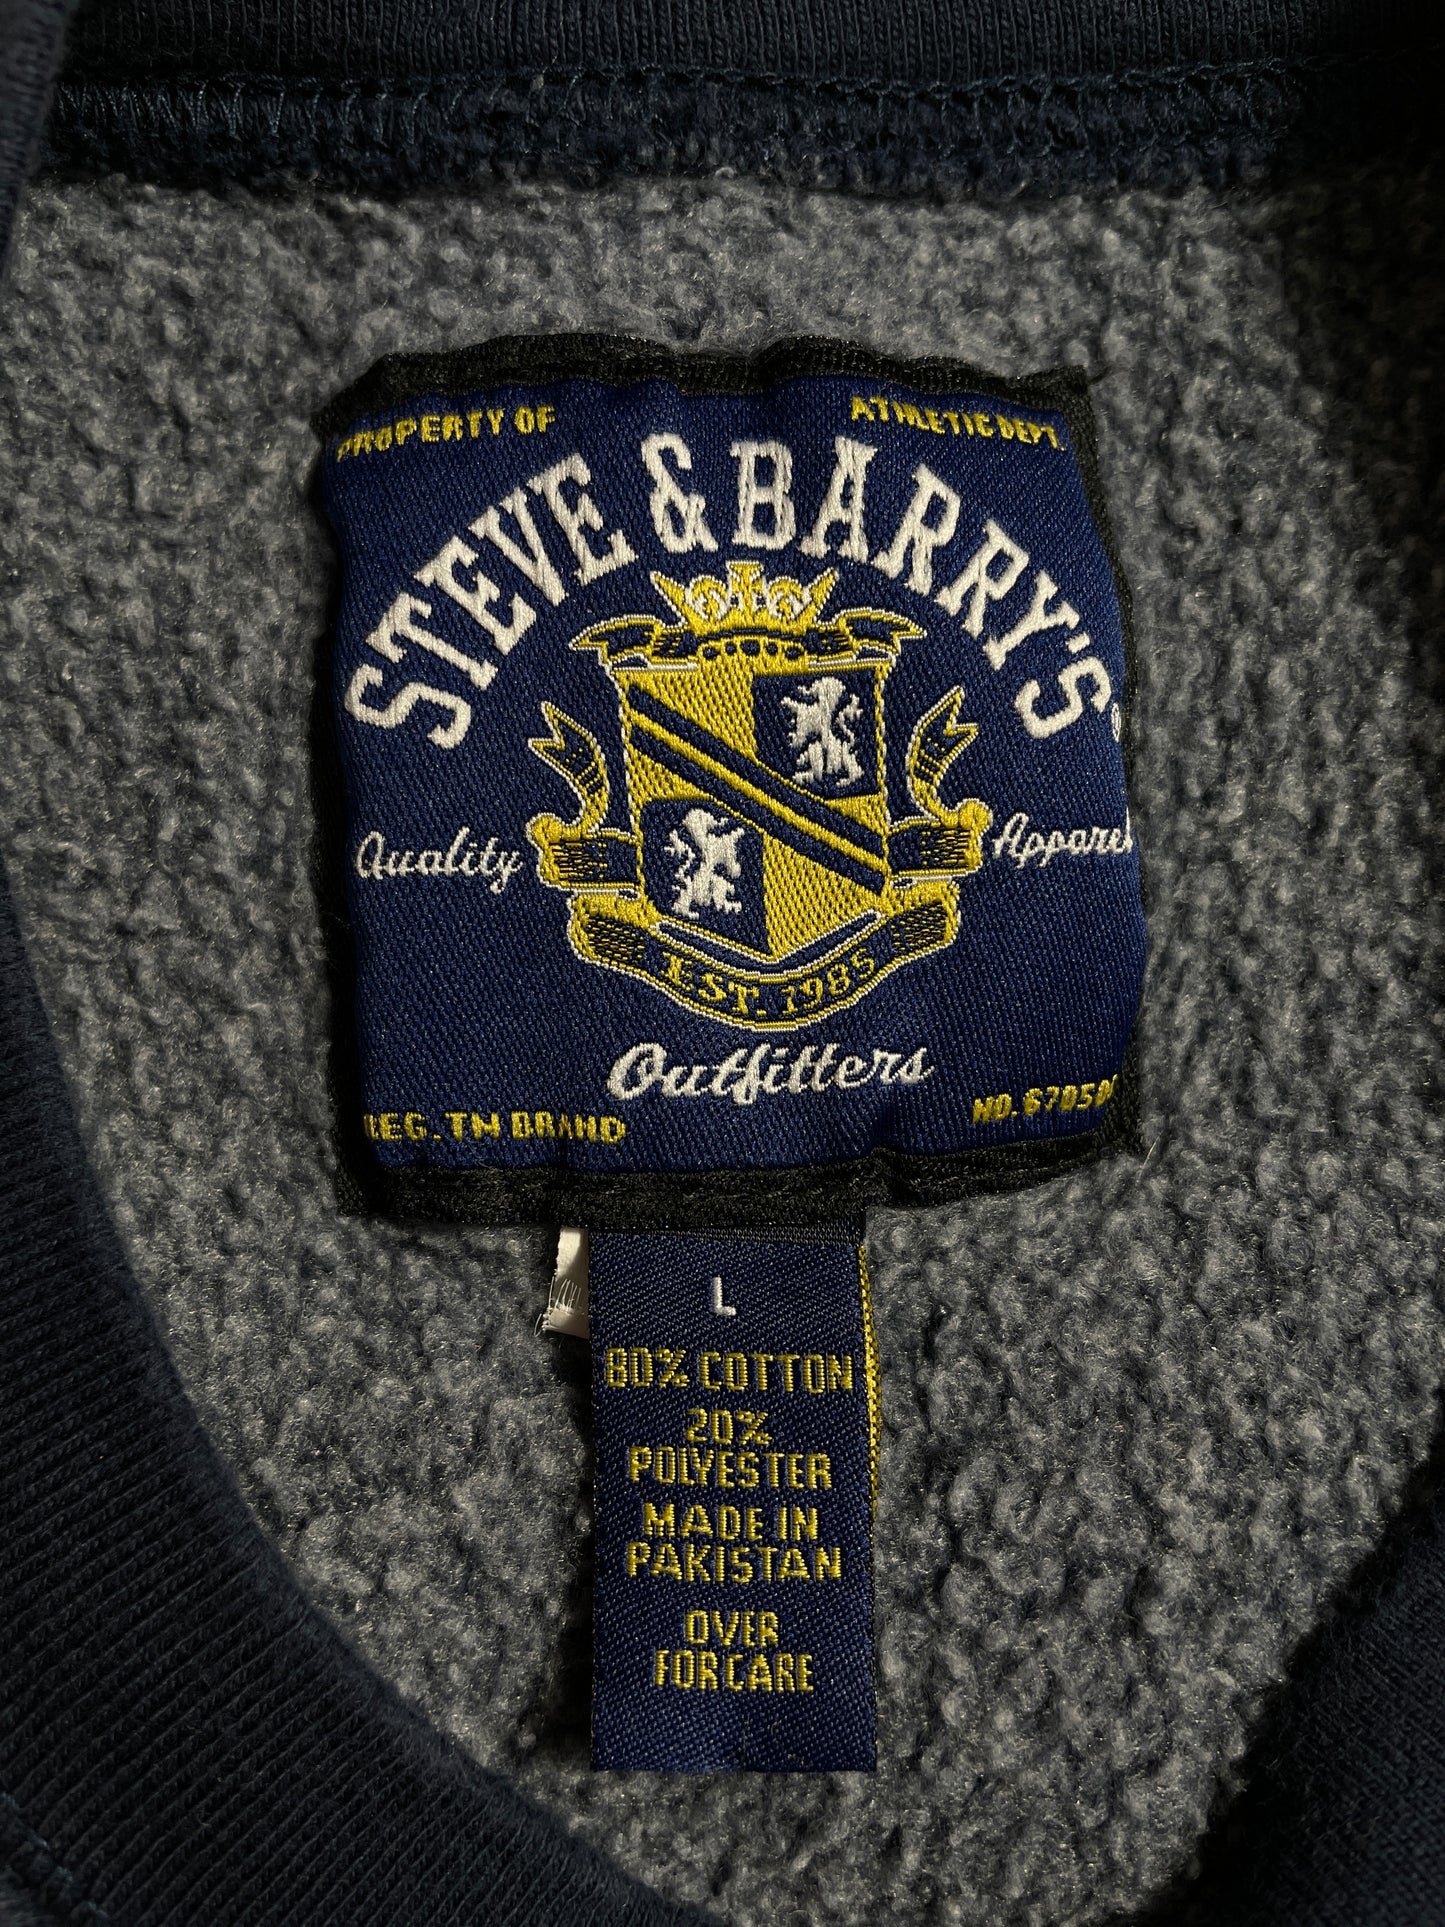 PROPERTY OF
ATHLETIC DEPT.
STEVE & BARRY'S®
Quality
Apparel
EST. 1985
Outfitters
REG. TM BRAND
NO.
L
80% COTTON
20%
POLYESTER
MADE IN
PAKISTAN
OVER
FOR CARE